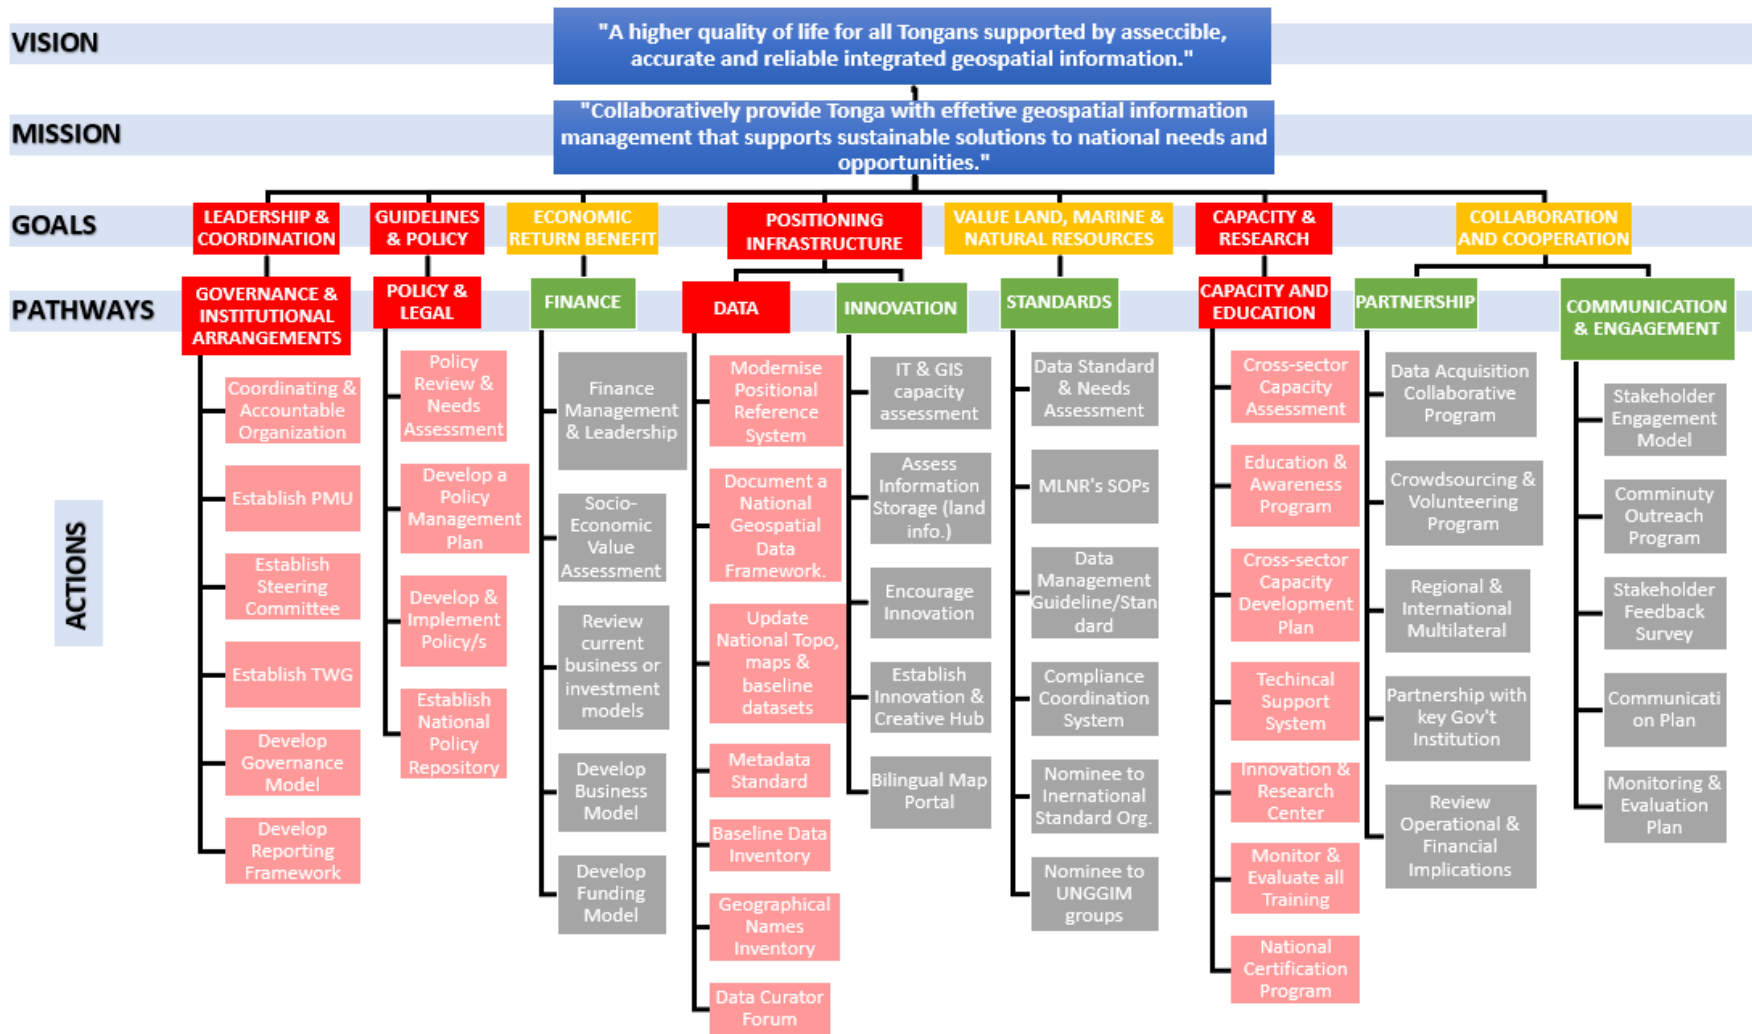 VISION
"A higher quality of life for all Tongans supported by asseccible,
accurate and reliable integrated geospatial information."
MISSION
"Collaboratively provide Tonga with effetive geospatial information
management that supports sustainable solutions to national needs and
opportunities."
GOALS
LEADERSHIP &
COORDINATION
GUIDELINES
& POLICY
ECONOMIC
RETURN BENEFIT
POSITIONING
INFRASTRUCTURE
VALUE LAND, MARINE &
NATURAL RESOURCES
CAPACITY &
RESEARCH
COLLABORATION
AND COOPERATION
PATHWAYS
GOVERNANCE &
INSTITUTIONAL
ARRANGEMENTS
POLICY &
LEGAL
FINANCE
DATA
INNOVATION
STANDARDS
CAPACITY AND
EDUCATION
PARTNERSHIP
COMMUNICATION
& ENGAGEMENT
ACTIONS
Coordinating &
Accountable
Organization
Establish PMU
Establish
Steering
Committee
Establish TWG
Develop
Governance
Model
Develop
Reporting
Framework
Policy
Review &
Needs
Assessment
Develop a
Policy
Management
Plan
Develop &
Implement
Policy/s
Establish
National
Policy
Repository
Finance
Management
& Leadership
Socio-
Economic
Value
Assessment
Review
current
business or
investment
models
Develop
Business
Model
Develop
Funding
Model
Modernise
Positional
Reference
System
Document a
National
Geospatial
Data
Framework.
Update
National Topo,
maps &
baseline
datasets
Metadata
Standard
Baseline Data
Inventory
Geographical
Names
Inventory
Data Curator
Forum
IT & GIS
capacity
assessment
Assess
Information
Storage (land
info.)
Encourage
Innovation
Establish
Innovation &
Creative Hub
Bilingual Map
Portal
Data Standard
& Needs
Assessment
MLNR's SOPs
Data
Management
Guideline/Stan
dard
Compliance
Coordination
System
Nominee to
Inernational
Standard Org.
Nominee to
UNGGIM
groups
Cross-sector
Capacity
Assessment
Education &
Awareness
Program
Cross-sector
Capacity
Development
Plan
Techincal
Support
System
Innovation &
Research
Center
Monitor &
Evaluate all
Training
National
Certification
Program
Data Acquisition
Collaborative
Program
Crowdsourcing &
Volunteering
Program
Regional &
International
Multilateral
Partnership with
key Gov't
Institution
Review
Operational &
Financial
Implications
Stakeholder
Engagement
Model
Comminuty
Outreach
Program
Stakeholder
Feedback
Survey
Communicati
on Plan
Monitoring &
Evaluation
Plan